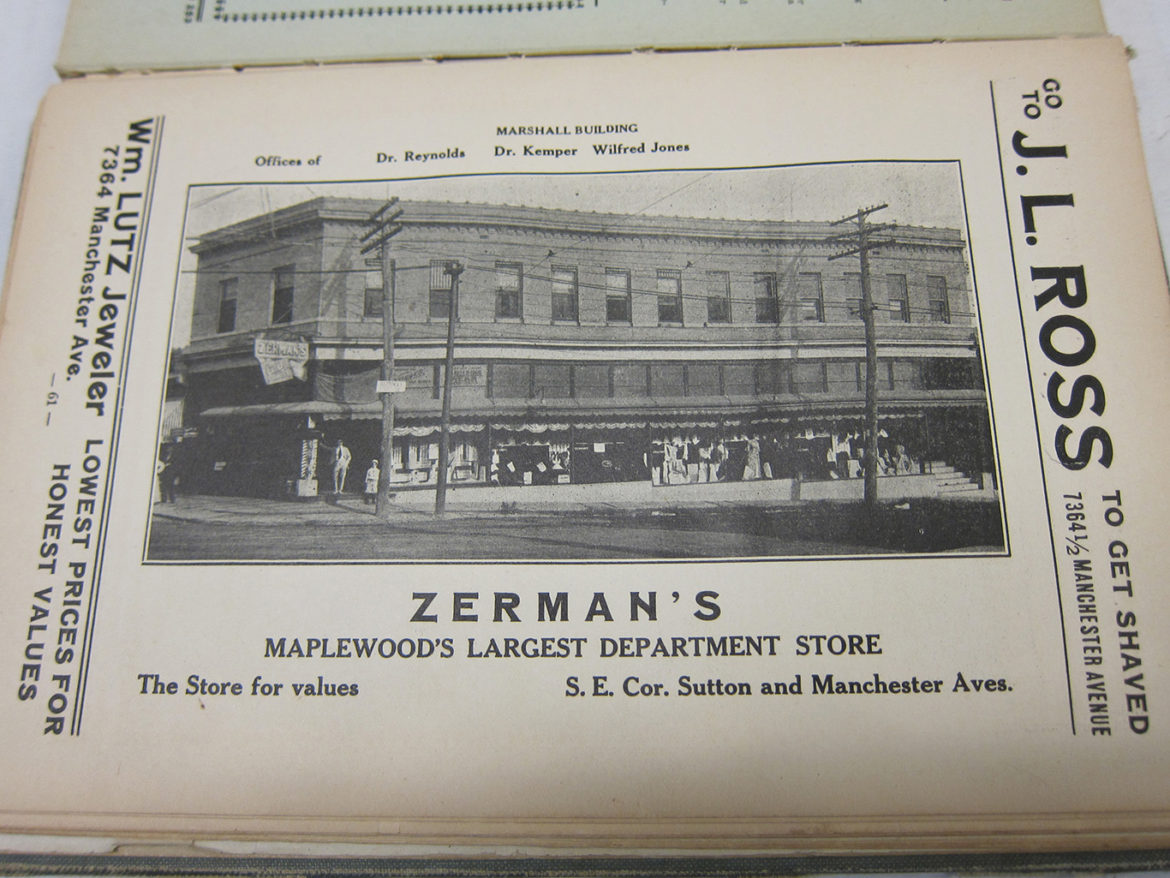 MARSHALL BUILDING
Offices of Dr. Reynolds Dr. Kemper Wilfred Jones
ZERMAN'S
ZERMAN'S
MAPLEWOOD'S LARGEST DEPARTMENT STORE
The Store for values S. E. Cor. Sutton and Manchester Aves.
Wm. LUTZ Jeweler LOWEST PRICES FOR
7364 Manchester Ave. HONEST VALUES
— 61 —
GO TO J. L. ROSS TO GET SHAVED
7364½ MANCHESTER AVENUE